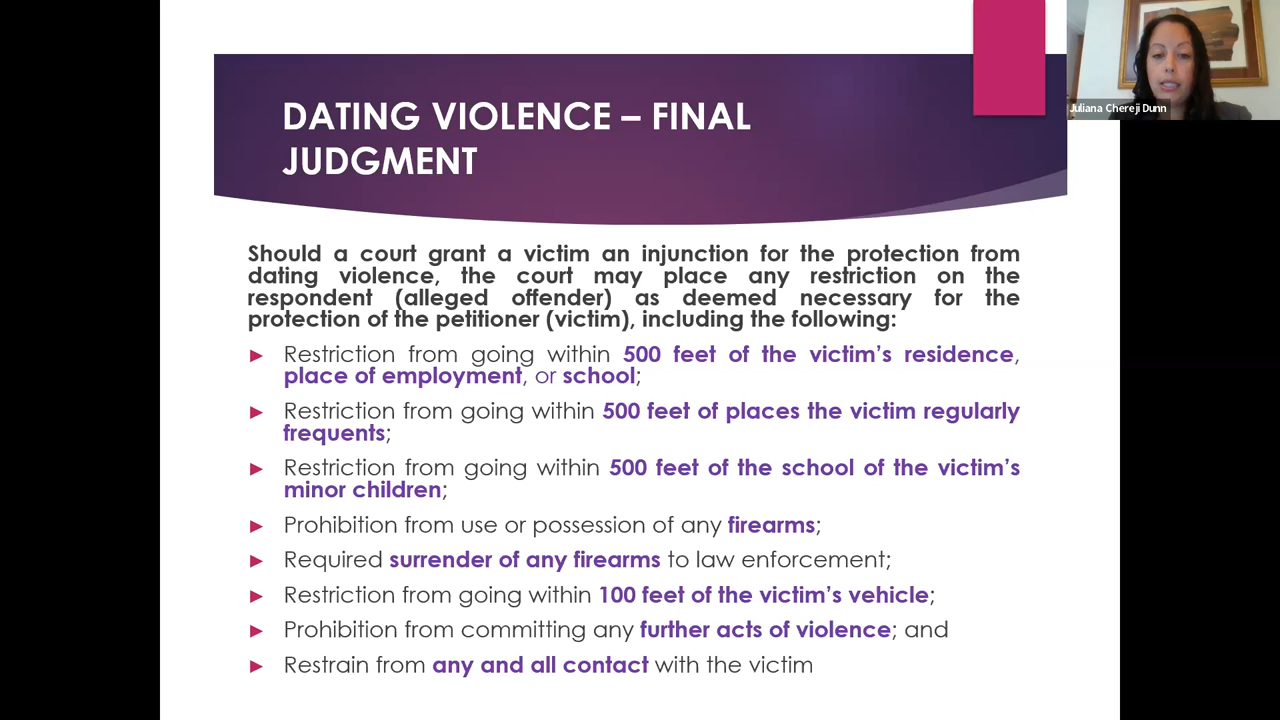 Juliana Chereji Dunn
DATING VIOLENCE – FINAL
JUDGMENT
Should a court grant a victim an injunction for the protection from
dating violence, the court may place any restriction on the
respondent (alleged offender) as deemed necessary for the
protection of the petitioner (victim), including the following:
► Restriction from going within 500 feet of the victim's residence,
place of employment, or school;
► Restriction from going within 500 feet of places the victim regularly
frequents;
► Restriction from going within 500 feet of the school of the victim's
minor children;
► Prohibition from use or possession of any firearms;
► Required surrender of any firearms to law enforcement;
► Restriction from going within 100 feet of the victim's vehicle;
► Prohibition from committing any further acts of violence; and
► Restrain from any and all contact with the victim